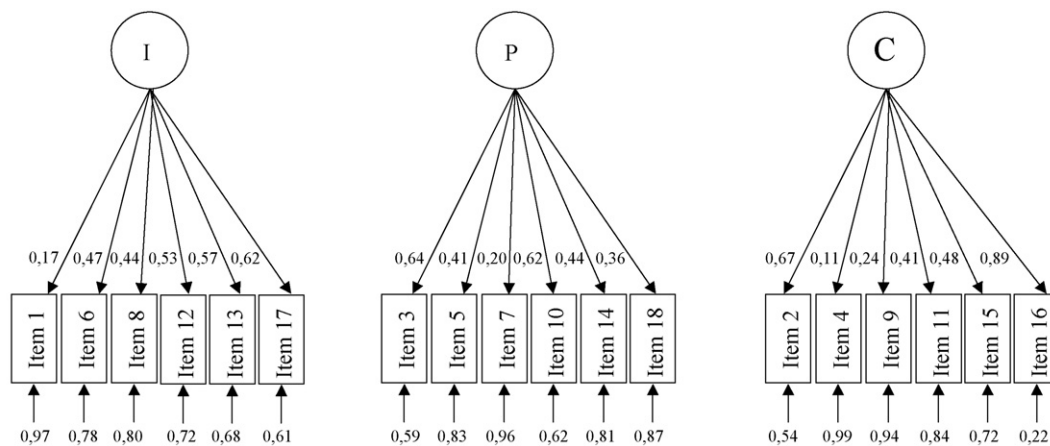 I P C
0,17 0,47 0,44 0,53 0,57 0,62 0,64 0,41 0,20 0,62 0,44 0,36 0,67 0,11 0,24 0,41 0,48 0,89
Item 1 Item 6 Item 8 Item 12 Item 13 Item 17 Item 3 Item 5 Item 7 Item 10 Item 14 Item 18 Item 2 Item 4 Item 9 Item 11 Item 15 Item 16
0,97 0,78 0,80 0,72 0,68 0,61 0,59 0,83 0,96 0,62 0,81 0,87 0,54 0,99 0,94 0,84 0,72 0,22